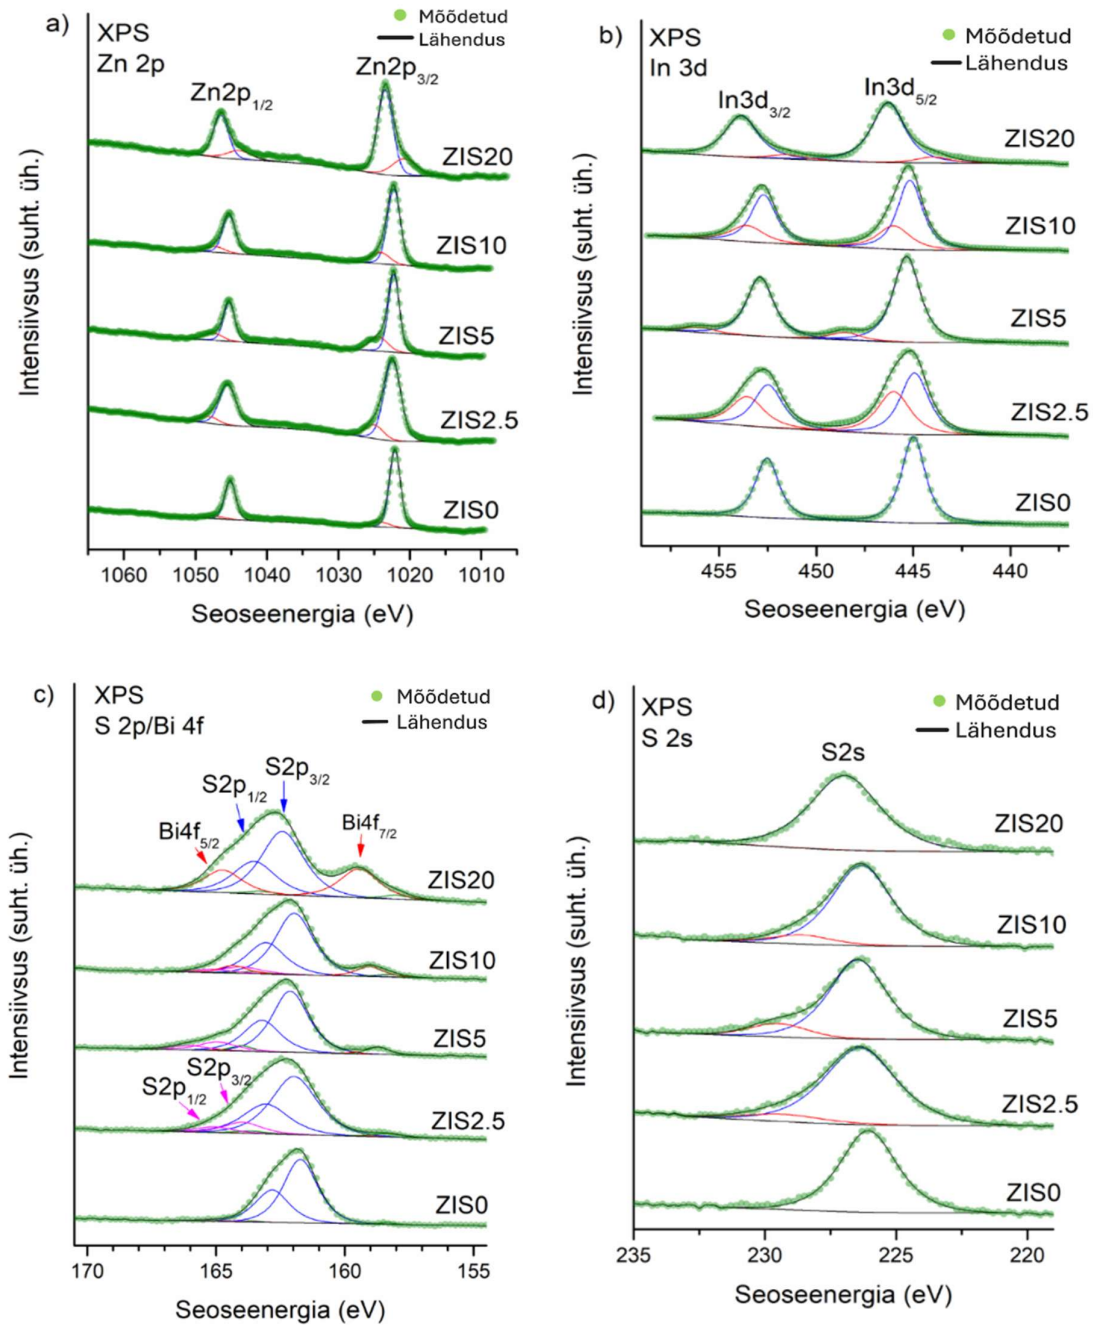 a)
XPS
Zn 2p
Mõõdetud
Lähendus
Zn2p1/2
Zn2p3/2
ZIS20
ZIS10
ZIS5
ZIS2.5
ZIS0
Intensiivsus (suht. üh.)
1060 1050 1040 1030 1020 1010
Seoseenergia (eV)
b)
XPS
In 3d
Mõõdetud
Lähendus
In3d3/2
In3d5/2
ZIS20
ZIS10
ZIS5
ZIS2.5
ZIS0
Intensiivsus (suht. üh.)
455 450 445 440
Seoseenergia (eV)
c)
XPS
S 2p/Bi 4f
Mõõdetud
Lähendus
S2p3/2
S2p1/2
Bi4f5/2
Bi4f7/2
ZIS20
ZIS10
ZIS5
S2p3/2
S2p1/2
ZIS2.5
ZIS0
Intensiivsus (suht. üh.)
170 165 160 155
Seoseenergia (eV)
d)
XPS
S 2s
Mõõdetud
Lähendus
S2s
ZIS20
ZIS10
ZIS5
ZIS2.5
ZIS0
Intensiivsus (suht. üh.)
235 230 225 220
Seoseenergia (eV)